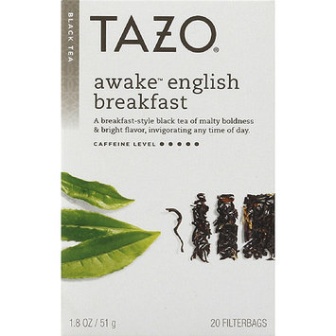 BLACK TEA
TAZO®
awake™ english
breakfast
A breakfast-style black tea of malty boldness
& bright flavor, invigorating any time of day.
CAFFEINE LEVEL ● ● ● ● ●
1.8 OZ / 51 g
20 FILTERBAGS